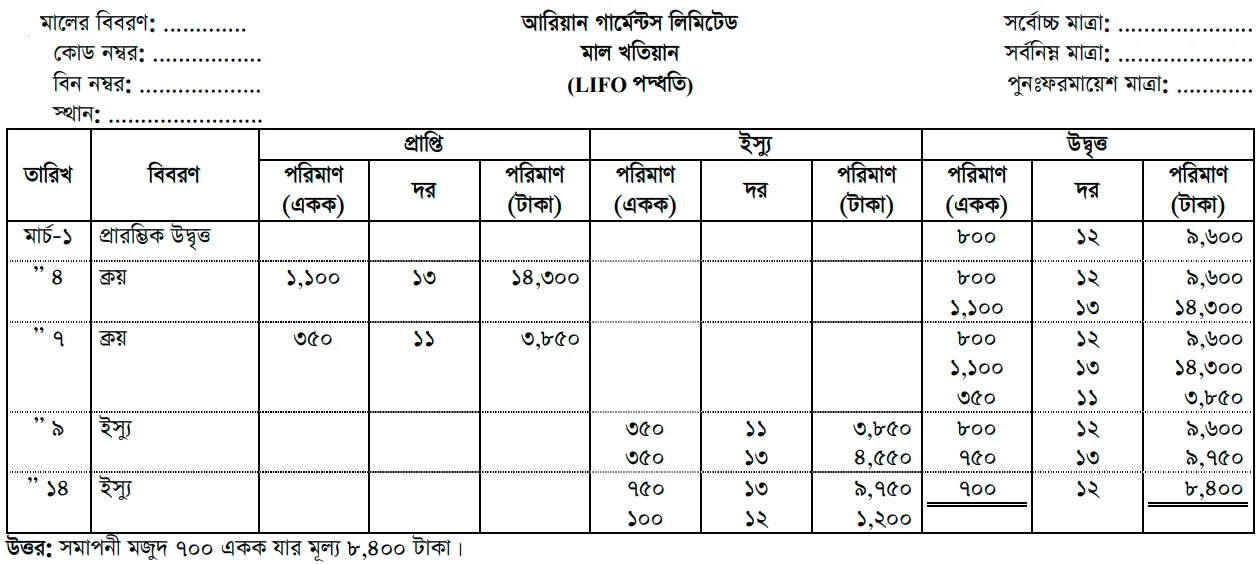 মালের বিবরণ: ............. আরিয়ান গার্মেন্টস লিমিটেড সর্বোচ্চ মাত্রা: .....................
কোড নম্বর: ................. মাল খতিয়ান সর্বনিম্ন মাত্রা: .....................
বিন নম্বর: ................... (LIFO পদ্ধতি) পুনঃফরমায়েশ মাত্রা: ............
স্থান: ........................
তারিখ বিবরণ প্রাপ্তি ইস্যু উদ্বৃত্ত
পরিমাণ (একক) দর পরিমাণ (টাকা) পরিমাণ (একক) দর পরিমাণ (টাকা) পরিমাণ (একক) দর পরিমাণ (টাকা)
মার্চ-১ প্রারম্ভিক উদ্বৃত্ত ৮০০ ১২ ৯,৬০০
” ৪ ক্রয় ১,১০০ ১৩ ১৪,৩০০ ৮০০ ১২ ৯,৬০০
১,১০০ ১৩ ১৪,৩০০
” ৭ ক্রয় ৩৫০ ১১ ৩,৮৫০ ৮০০ ১২ ৯,৬০০
১,১০০ ১৩ ১৪,৩০০
৩৫০ ১১ ৩,৮৫০
” ৯ ইস্যু ৩৫০ ১১ ৩,৮৫০ ৮০০ ১২ ৯,৬০০
৩৫০ ১৩ ৪,৫৫০ ৭৫০ ১৩ ৯,৭৫০
” ১৪ ইস্যু ৭৫০ ১৩ ৯,৭৫০ ৭০০ ১২ ৮,৪০০
১০০ ১২ ১,২০০
উত্তর: সমাপনী মজুদ ৭০০ একক যার মূল্য ৮,৪০০ টাকা।